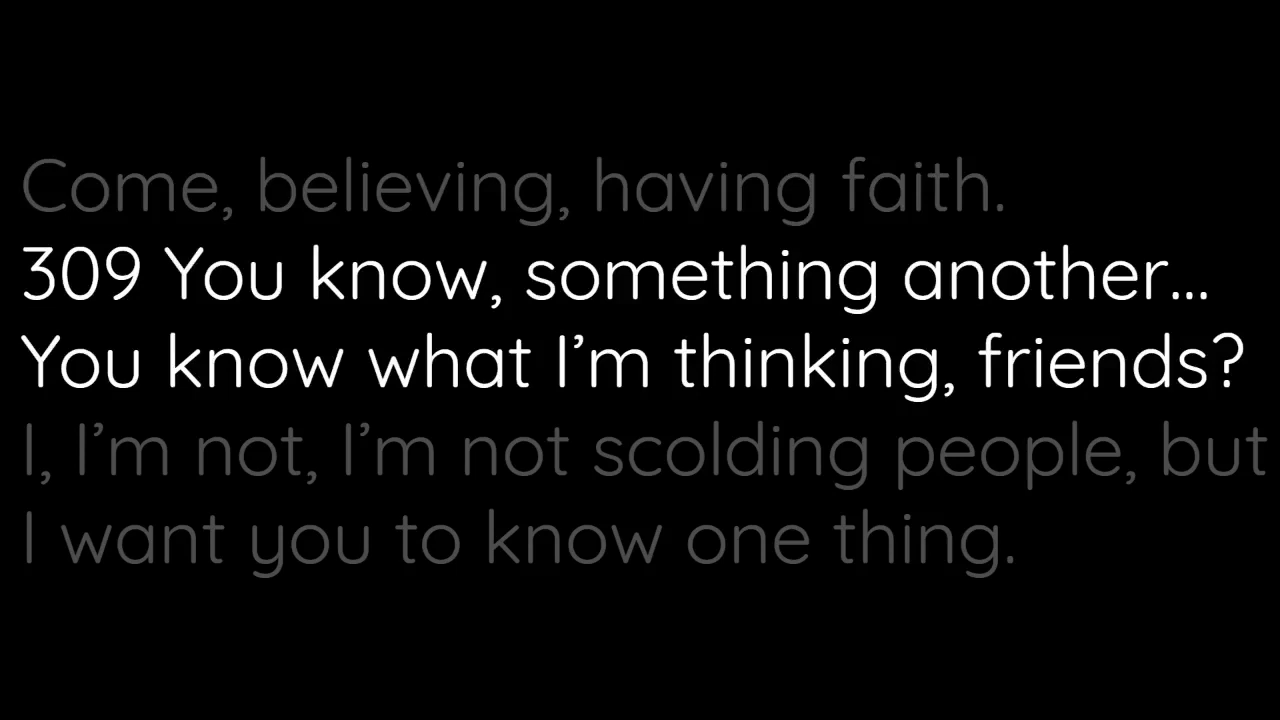 Come, believing, having faith.
309 You know, something another...
You know what I’m thinking, friends?
I, I’m not, I’m not scolding people, but
I want you to know one thing.